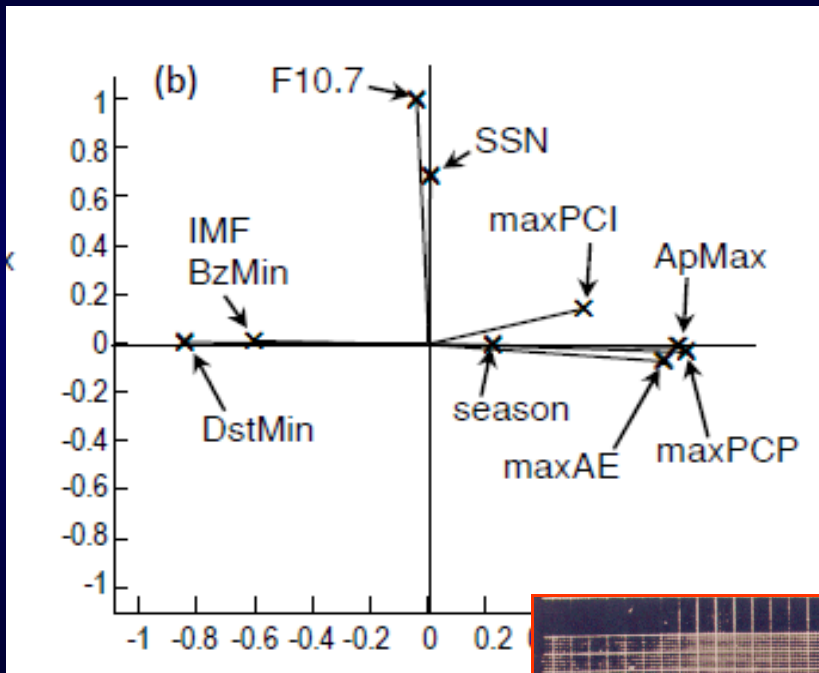 (b)
F10.7
SSN
maxPCI
IMF
BzMin
ApMax
x
DstMin
season
maxAE
maxPCP
1
0.8
0.6
0.4
0.2
0
-0.2
-0.4
-0.6
-0.8
-1
-1 -0.8 -0.6 -0.4 -0.2 0 0.2